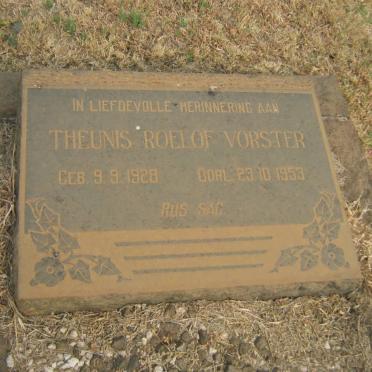 IN LIEFDEVOLLE HERINNERING AAN
THEUNIS ROELOF VORSTER
GEB. 9.9.1928 OORL. 23.10.1953
RUS SAG